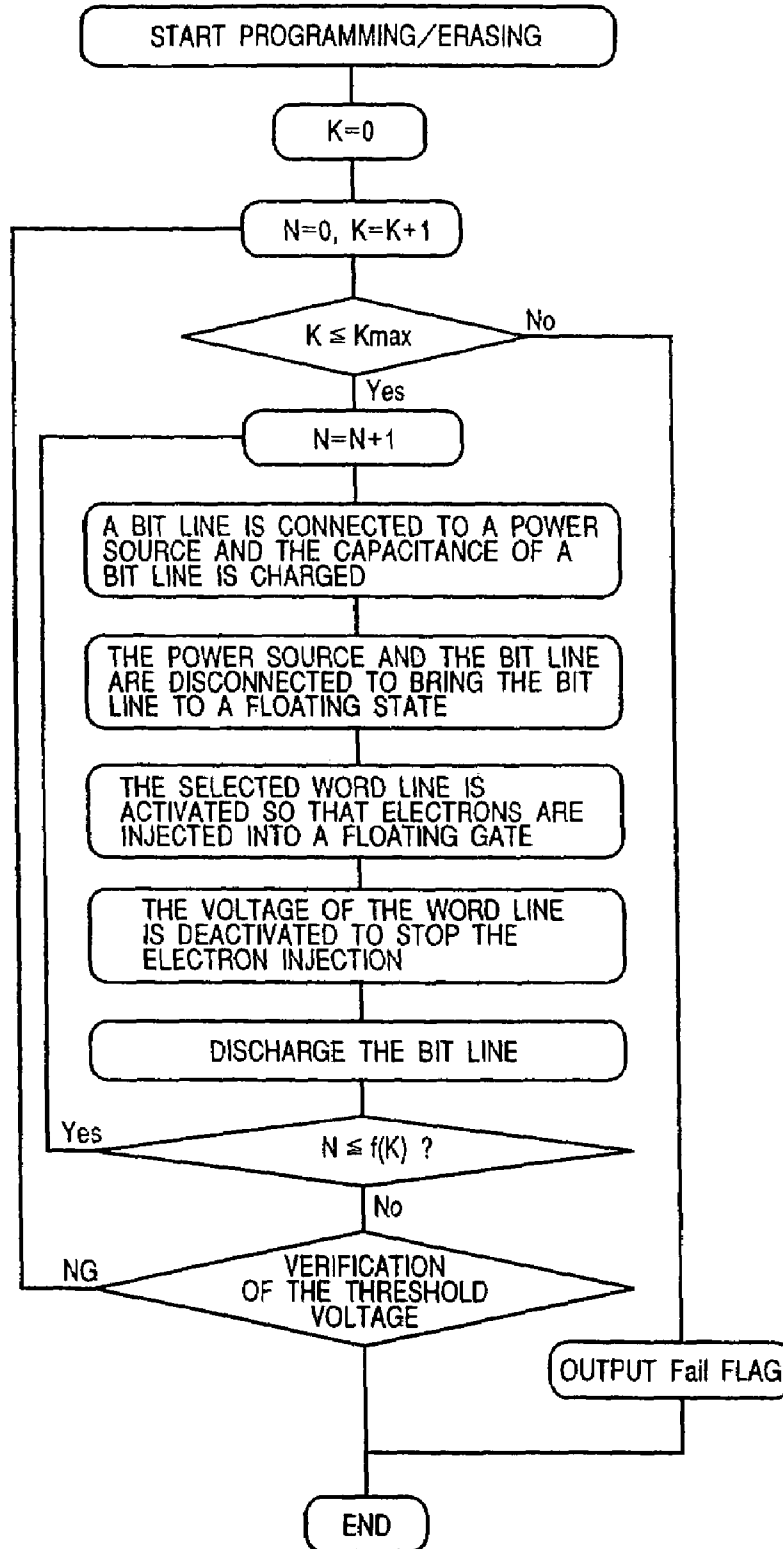 START PROGRAMMING/ERASING
K=0
N=0, K=K+1
K ≦ Kmax
No
Yes
N=N+1
A BIT LINE IS CONNECTED TO A POWER
SOURCE AND THE CAPACITANCE OF A
BIT LINE IS CHARGED
THE POWER SOURCE AND THE BIT LINE
ARE DISCONNECTED TO BRING THE BIT
LINE TO A FLOATING STATE
THE SELECTED WORD LINE IS
ACTIVATED SO THAT ELECTRONS ARE
INJECTED INTO A FLOATING GATE
THE VOLTAGE OF THE WORD LINE
IS DEACTIVATED TO STOP THE
ELECTRON INJECTION
DISCHARGE THE BIT LINE
Yes
N ≦ f(K) ?
No
NG
VERIFICATION
OF THE THRESHOLD
VOLTAGE
OUTPUT Fail FLAG
END